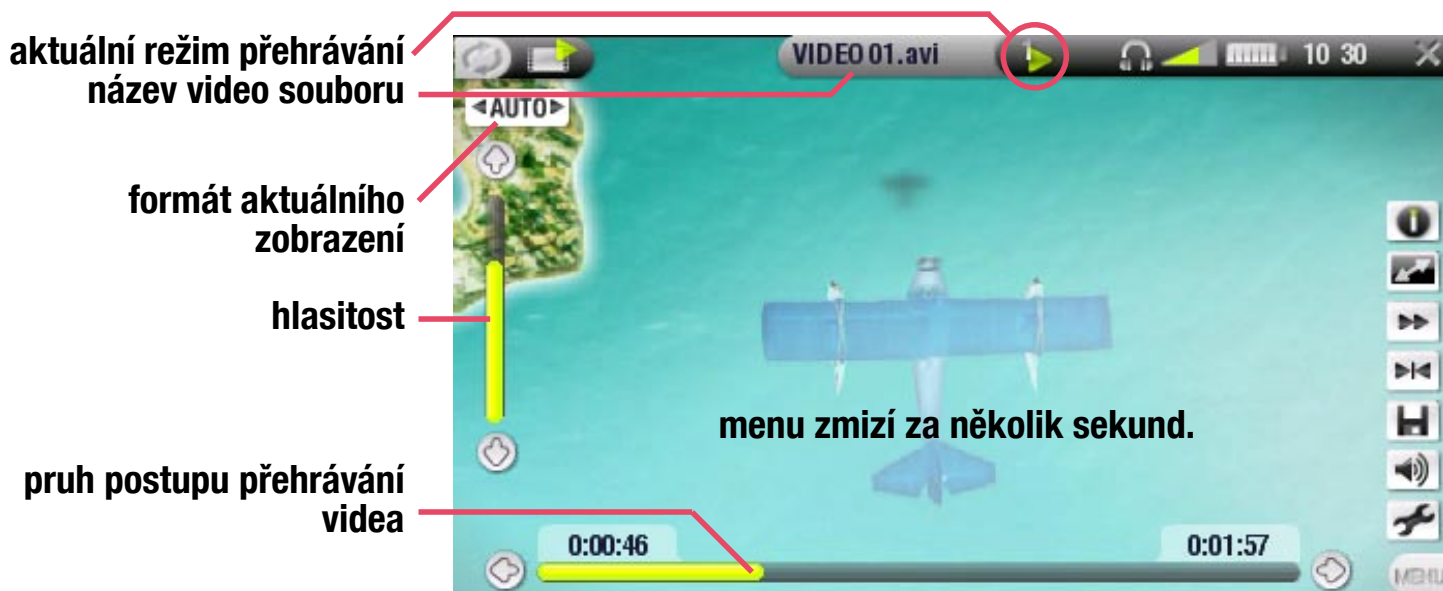 aktuální režim přehrávání
název video souboru
VIDEO 01.avi
1
10 30
◄AUTO►
formát aktuálního
zobrazení
hlasitost
menu zmizí za několik sekund.
pruh postupu přehrávání
videa
0:00:46
0:01:57
MENU